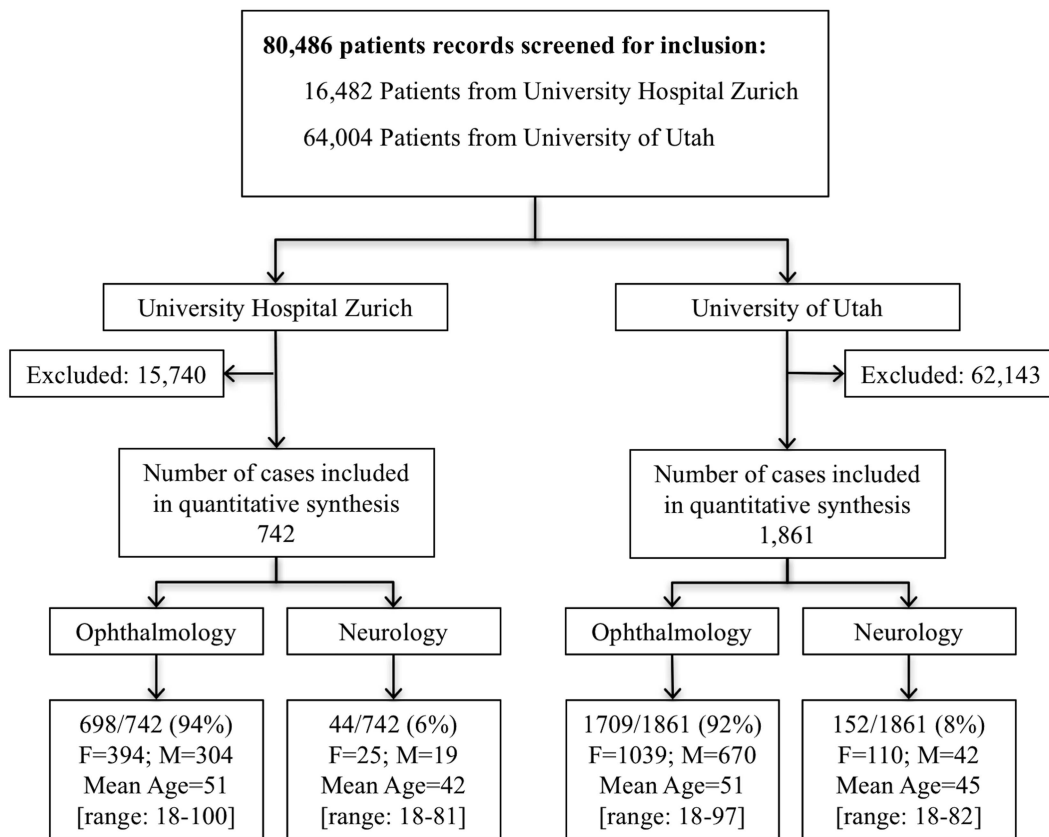 80,486 patients records screened for inclusion:
16,482 Patients from University Hospital Zurich
64,004 Patients from University of Utah
University Hospital Zurich
University of Utah
Excluded: 15,740
Excluded: 62,143
Number of cases included
in quantitative synthesis
742
Number of cases included
in quantitative synthesis
1,861
Ophthalmology
Neurology
Ophthalmology
Neurology
698/742 (94%)
F=394; M=304
Mean Age=51
[range: 18-100]
44/742 (6%)
F=25; M=19
Mean Age=42
[range: 18-81]
1709/1861 (92%)
F=1039; M=670
Mean Age=51
[range: 18-97]
152/1861 (8%)
F=110; M=42
Mean Age=45
[range: 18-82]